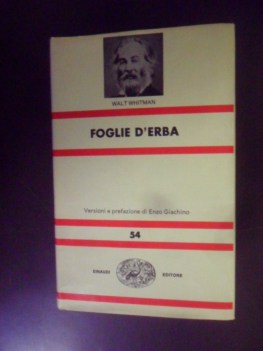 WALT WHITMAN
FOGLIE D'ERBA
Versioni e prefazione di Enzo Giachino
54
EINAUDI EDITORE